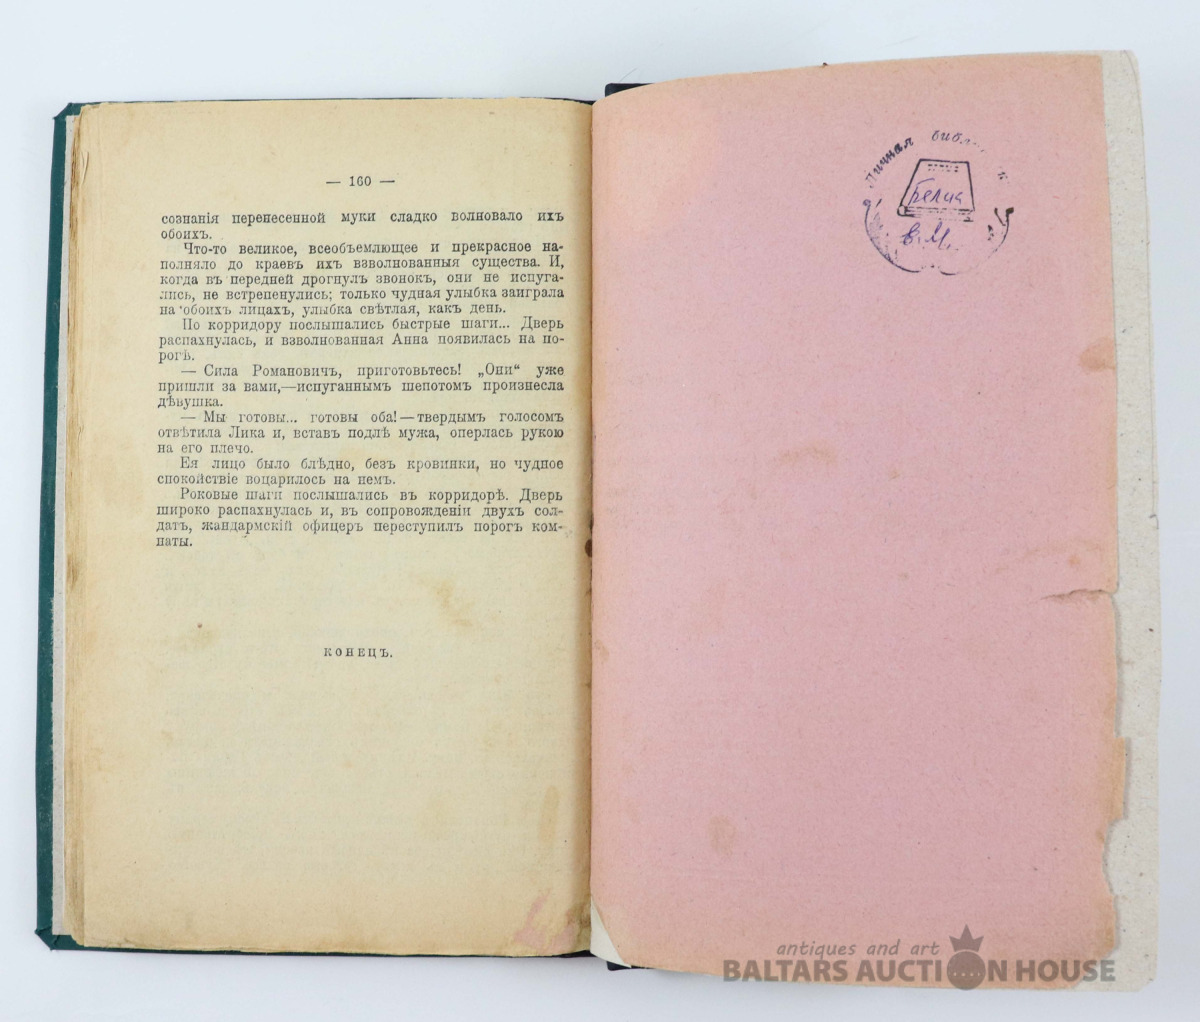 — 160 —
сознанія перенесенной муки сладко волновало ихъ
обоихъ.
Что-то великое, всеобъемлющее и прекрасное на-
полняло до краевъ ихъ взволнованныя существа. И,
когда въ передней дрогнулъ звонокъ, они не испуга-
лись, не встрепенулись; только чудная улыбка заиграла
на обоихъ лицахъ, улыбка свѣтлая, какъ день.
По корридору послышались быстрые шаги... Дверь
распахнулась, и взволнованная Анна появилась на по-
рогѣ.
— Сила Романовичъ, приготовьтесь! „Они“ уже
пришли за вами,—испуганнымъ шепотомъ произнесла
дѣвушка.
— Мы готовы... готовы оба!—твердымъ голосомъ
отвѣтила Лика и, вставъ подлѣ мужа, оперлась рукою
на его плечо.
Ея лицо было блѣдно, безъ кровинки, но чудное
спокойствіе воцарилось на немъ.
Роковые шаги послышались въ корридорѣ. Дверь
широко распахнулась и, въ сопровожденіи двухъ сол-
датъ, жандармскій офицеръ переступилъ порогъ ком-
наты.
КОНЕЦЪ.
Личная
В.М.
antiques and art
BALTARS AUCTION HOUSE